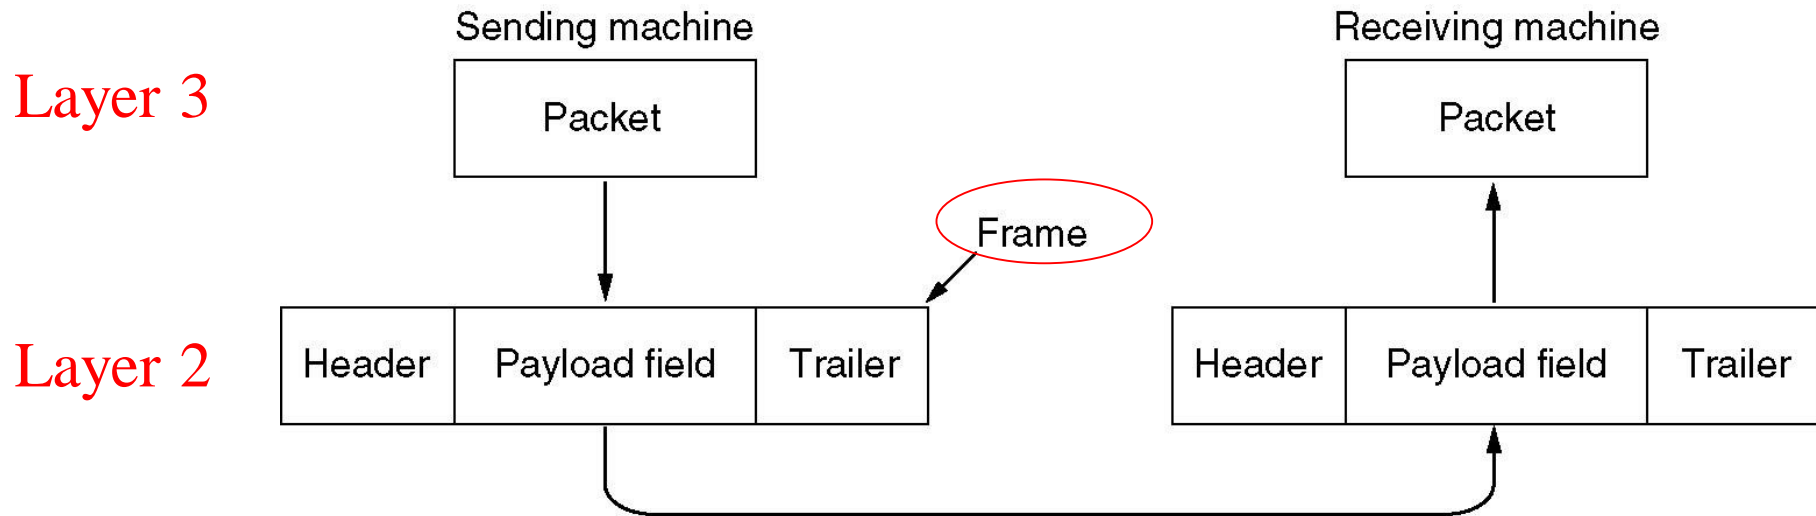 Sending machine
Receiving machine
Layer 3
Packet
Packet
Frame
Layer 2
Header
Payload field
Trailer
Header
Payload field
Trailer